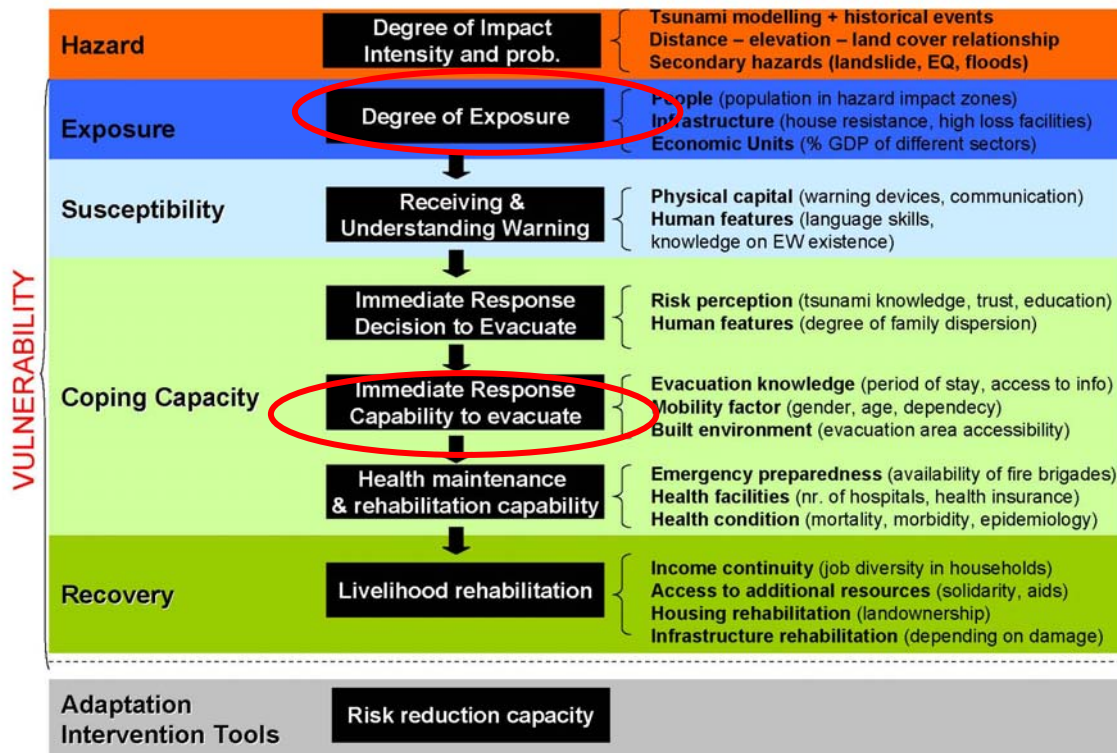 Hazard
Degree of Impact
Intensity and prob.
Tsunami modelling + historical events
Distance – elevation – land cover relationship
Secondary hazards (landslide, EQ, floods)
VULNERABILITY
Exposure
Degree of Exposure
People (population in hazard impact zones)
Infrastructure (house resistance, high loss facilities)
Economic Units (% GDP of different sectors)
Susceptibility
Receiving &
Understanding Warning
Physical capital (warning devices, communication)
Human features (language skills,
knowledge on EW existence)
Coping Capacity
Immediate Response
Decision to Evacuate
Risk perception (tsunami knowledge, trust, education)
Human features (degree of family dispersion)
Immediate Response
Capability to evacuate
Evacuation knowledge (period of stay, access to info)
Mobility factor (gender, age, dependecy)
Built environment (evacuation area accessibility)
Health maintenance
& rehabilitation capability
Emergency preparedness (availability of fire brigades)
Health facilities (nr. of hospitals, health insurance)
Health condition (mortality, morbidity, epidemiology)
Recovery
Livelihood rehabilitation
Income continuity (job diversity in households)
Access to additional resources (solidarity, aids)
Housing rehabilitation (landownership)
Infrastructure rehabilitation (depending on damage)
Adaptation
Intervention Tools
Risk reduction capacity